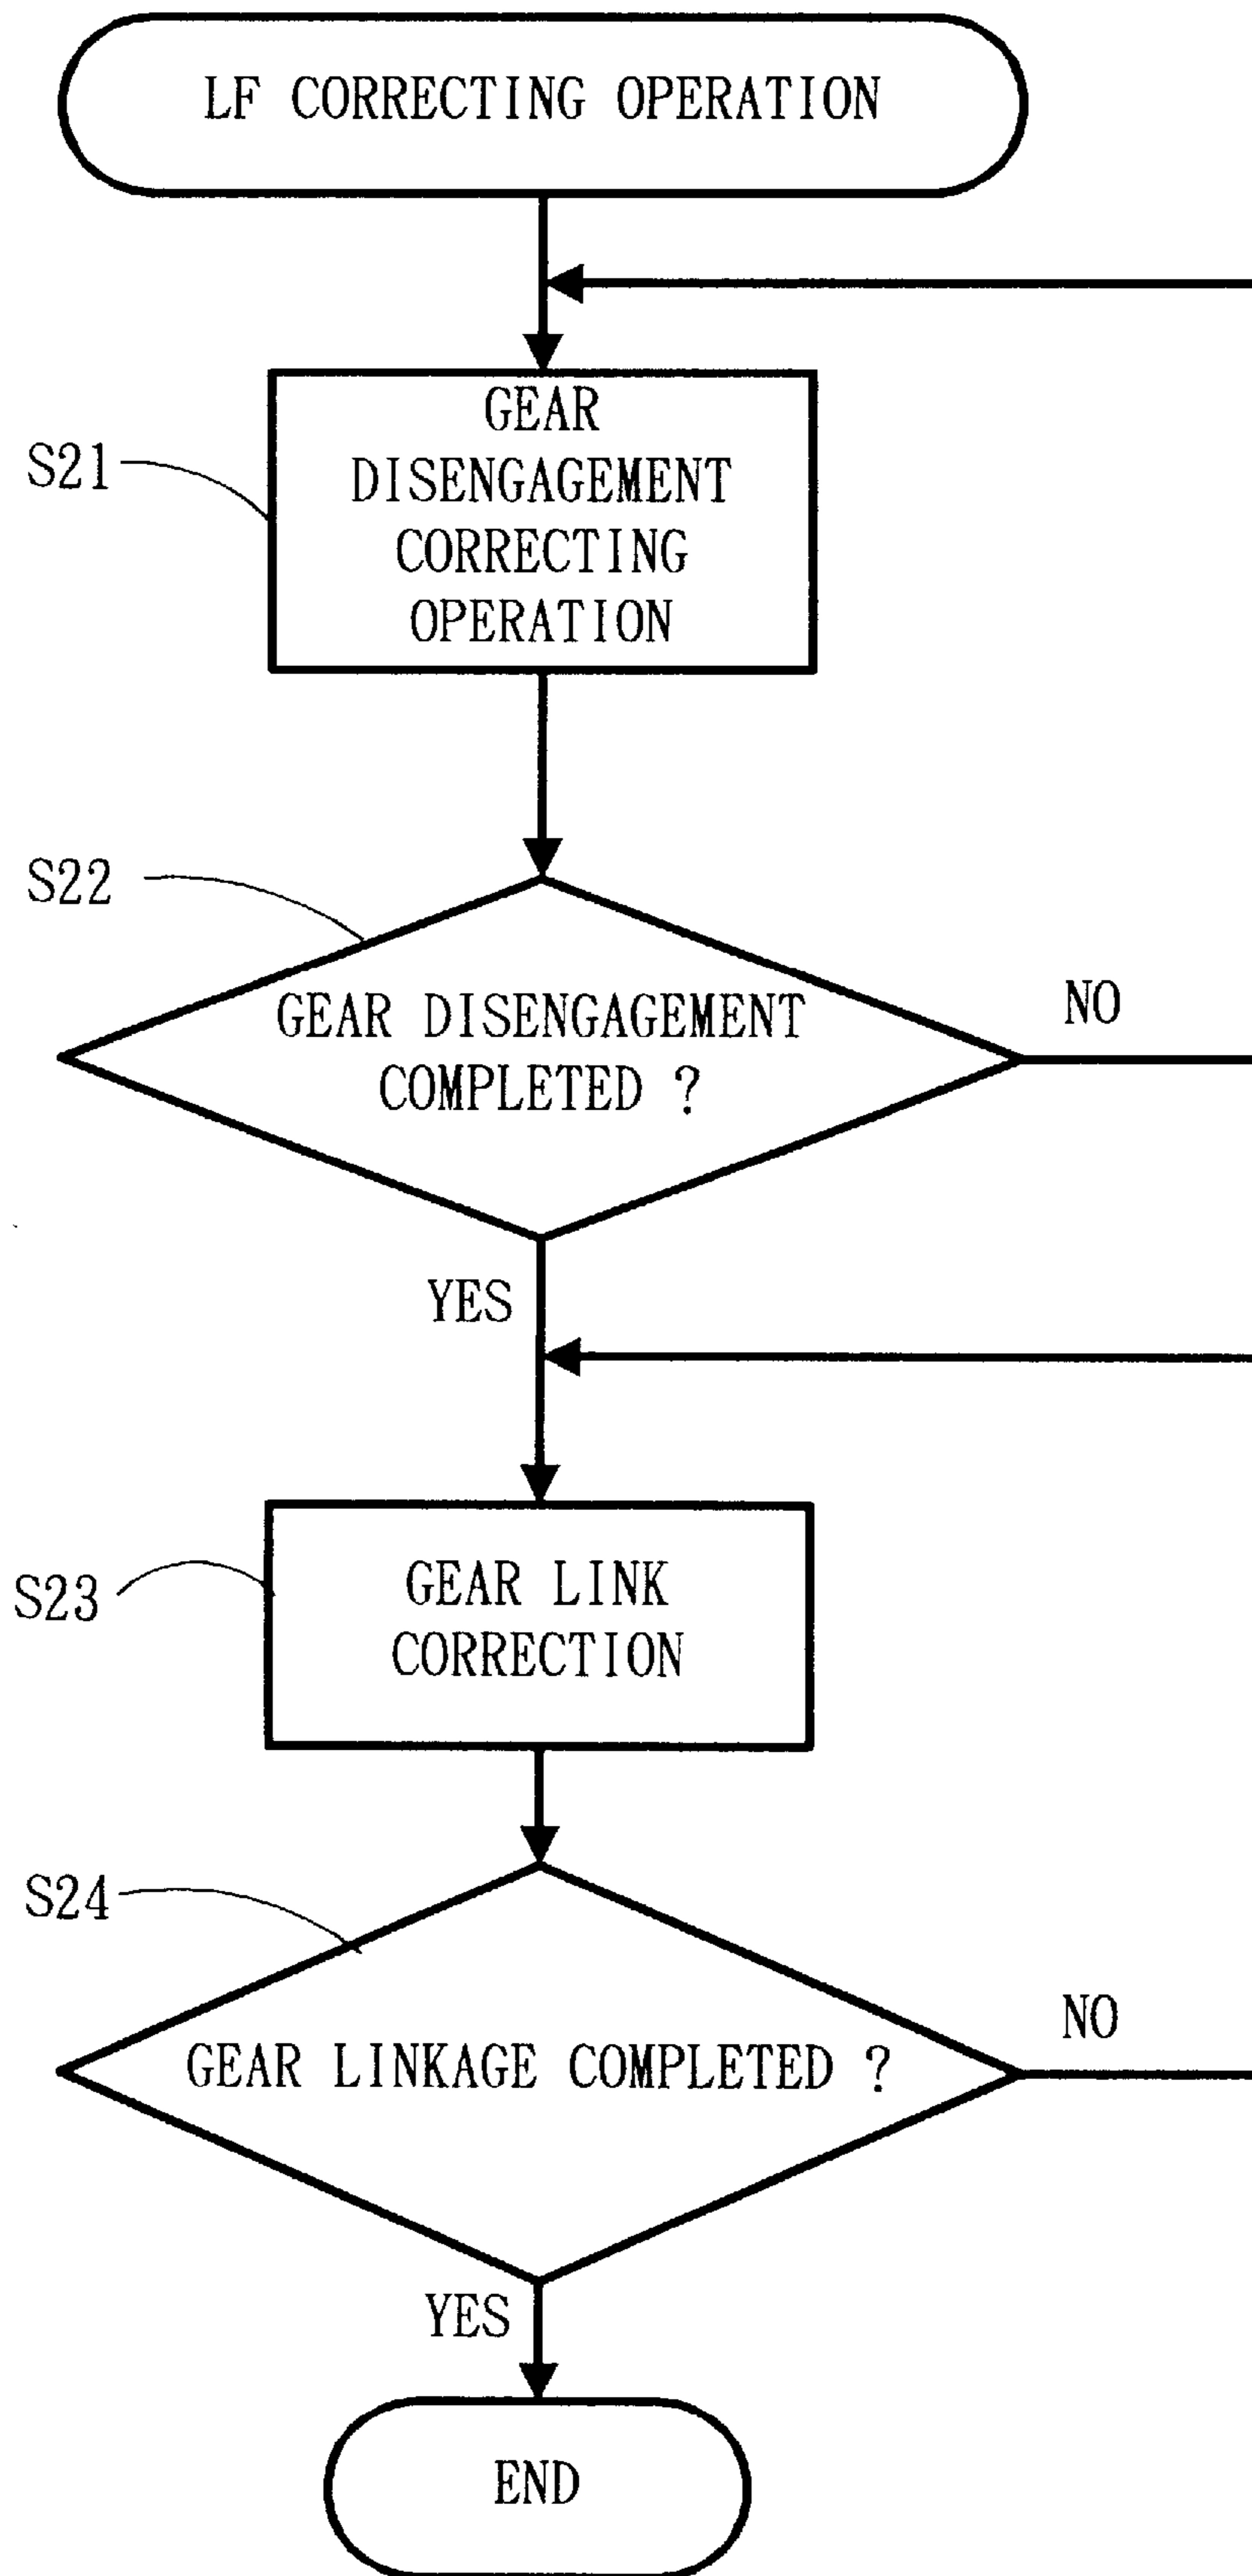 LF CORRECTING OPERATION
S21
GEAR
DISENGAGEMENT
CORRECTING
OPERATION
S22
GEAR DISENGAGEMENT
COMPLETED ?
NO
YES
S23
GEAR LINK
CORRECTION
S24
GEAR LINKAGE COMPLETED ?
NO
YES
END